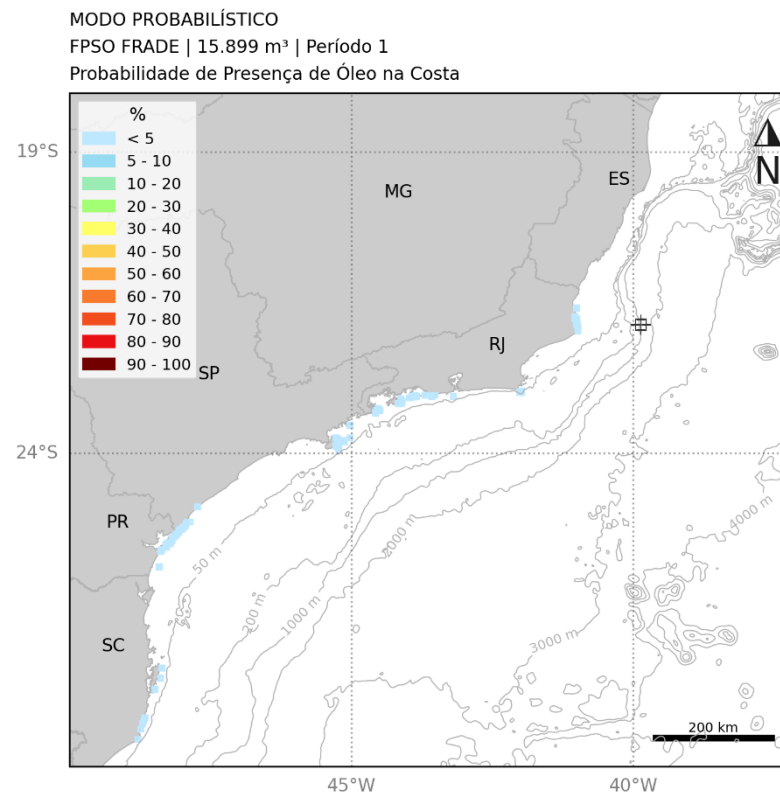 MODO PROBABILÍSTICO
FPSO FRADE | 15.899 m³ | Período 1
Probabilidade de Presença de Óleo na Costa
%
< 5
5 - 10
10 - 20
20 - 30
30 - 40
40 - 50
50 - 60
60 - 70
70 - 80
80 - 90
90 - 100
19°S
24°S
MG
ES
N
RJ
SP
PR
SC
50 m
200 m
1000 m
2000 m
3000 m
4000 m
200 km
45°W
40°W